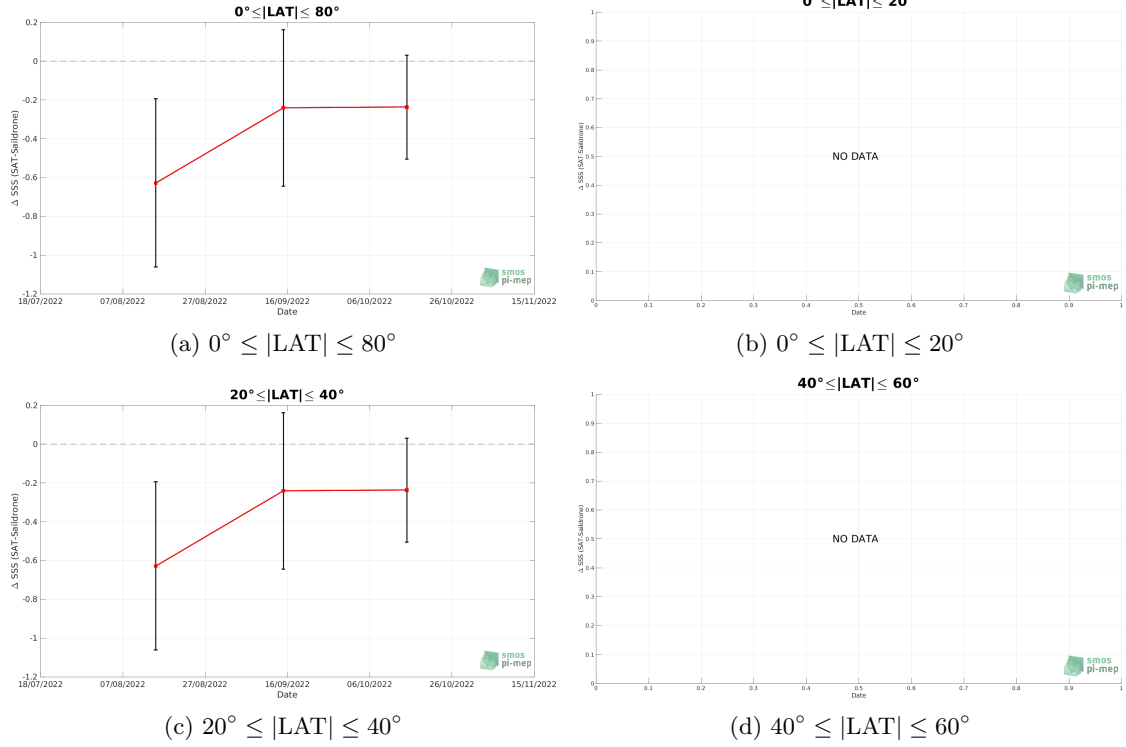 0°≤|LAT|≤ 80°
0.2
0
-0.2
-0.4
-0.6
-0.8
-1
-1.2
Δ SSS (SAT-Saildrone)
18/07/2022 07/08/2022 27/08/2022 16/09/2022 06/10/2022 26/10/2022 15/11/2022
Date
smos
pi-mep
(a) 0° ≤ |LAT| ≤ 80°
0°≤|LAT|≤ 20°
1
0.9
0.8
0.7
0.6
0.5
0.4
0.3
0.2
0.1
0
Δ SSS (SAT-Saildrone)
NO DATA
0 0.1 0.2 0.3 0.4 0.5 0.6 0.7 0.8 0.9 1
Date
smos
pi-mep
(b) 0° ≤ |LAT| ≤ 20°
20°≤|LAT|≤ 40°
0.2
0
-0.2
-0.4
-0.6
-0.8
-1
-1.2
Δ SSS (SAT-Saildrone)
18/07/2022 07/08/2022 27/08/2022 16/09/2022 06/10/2022 26/10/2022 15/11/2022
Date
smos
pi-mep
(c) 20° ≤ |LAT| ≤ 40°
40°≤|LAT|≤ 60°
1
0.9
0.8
0.7
0.6
0.5
0.4
0.3
0.2
0.1
0
Δ SSS (SAT-Saildrone)
NO DATA
0 0.1 0.2 0.3 0.4 0.5 0.6 0.7 0.8 0.9 1
Date
smos
pi-mep
(d) 40° ≤ |LAT| ≤ 60°